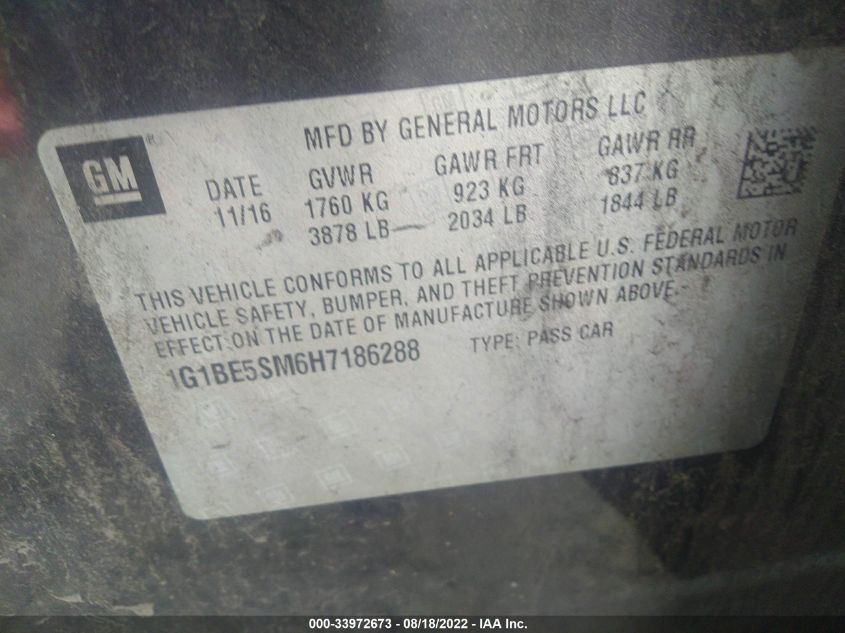 MFD BY GENERAL MOTORS LLC
GM®
DATE GVWR GAWR FRT GAWR RR
11/16 1760 KG 923 KG 837 KG
3878 LB 2034 LB 1844 LB
THIS VEHICLE CONFORMS TO ALL APPLICABLE U.S. FEDERAL MOTOR
VEHICLE SAFETY, BUMPER, AND THEFT PREVENTION STANDARDS IN
EFFECT ON THE DATE OF MANUFACTURE SHOWN ABOVE.
1G1BE5SM6H7186288 TYPE: PASS CAR
000-33972673 - 08/18/2022 - IAA Inc.